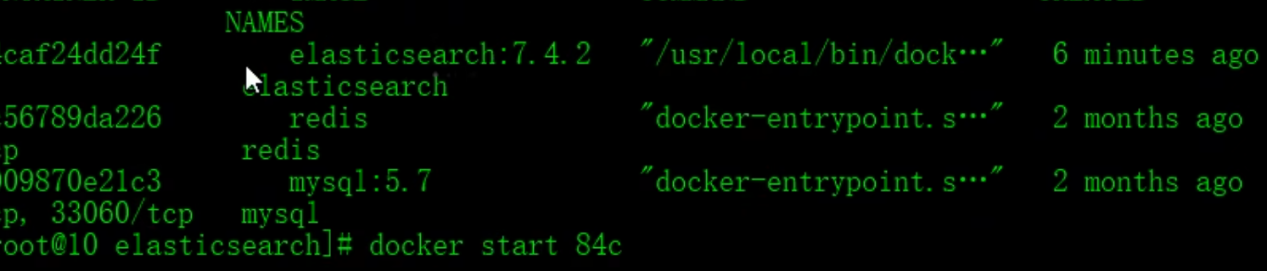 NAMES
caf24dd24f elasticsearch:7.4.2 "/usr/local/bin/dock…" 6 minutes ago
elasticsearch
56789da226 redis "docker-entrypoint.s…" 2 months ago
cp redis
09870e21c3 mysql:5.7 "docker-entrypoint.s…" 2 months ago
cp, 33060/tcp mysql
root@10 elasticsearch]# docker start 84c